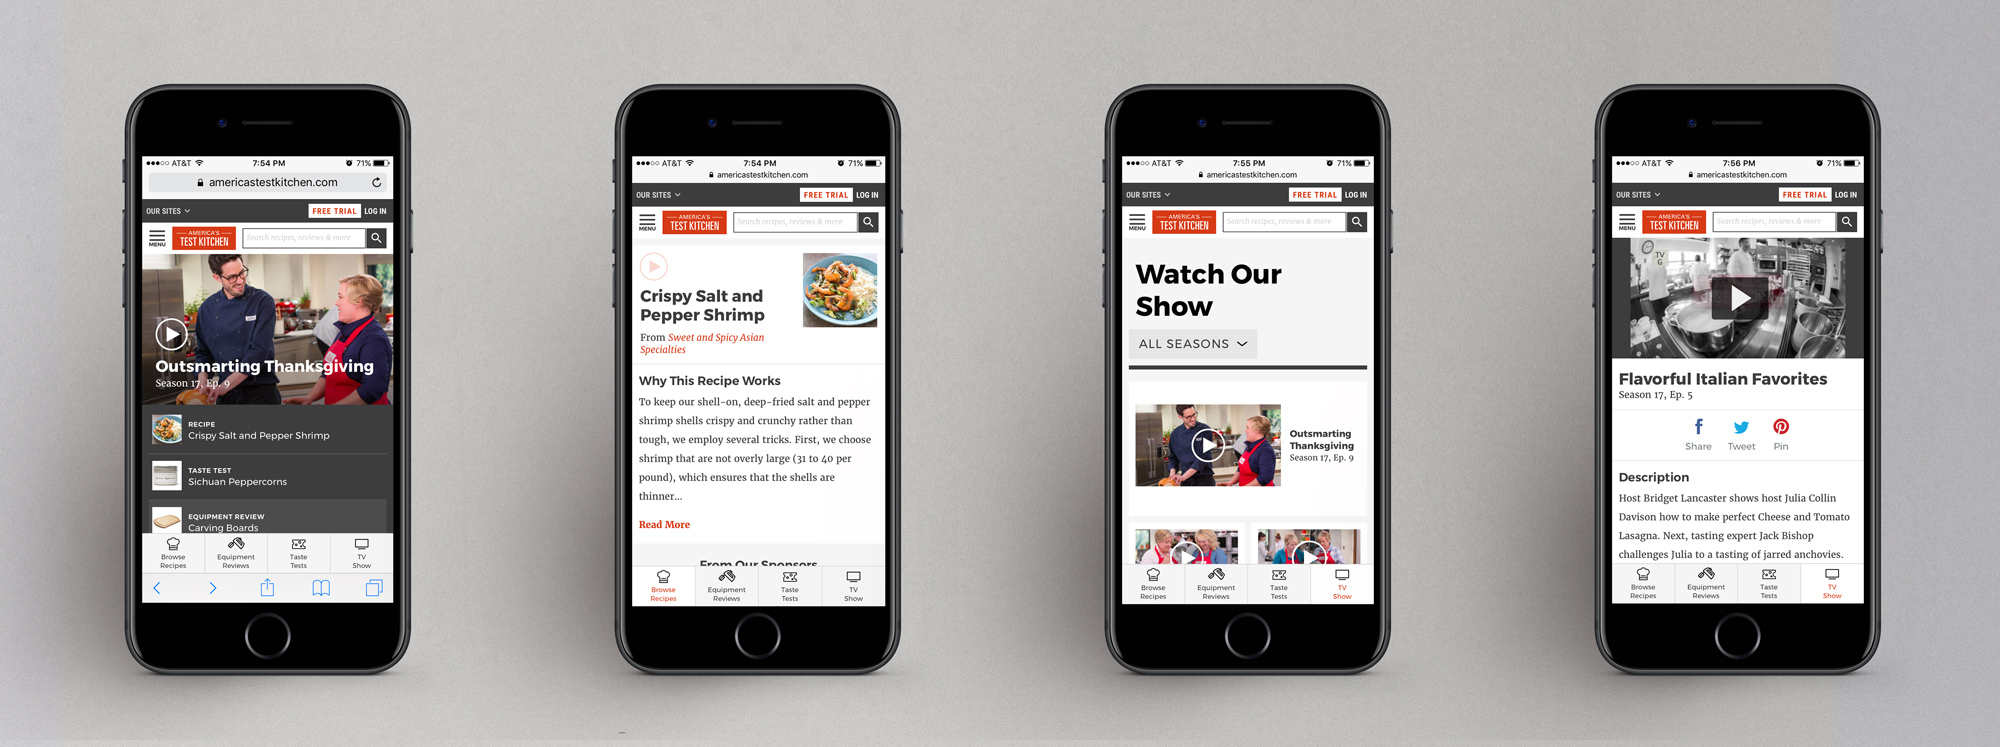 AT&T 7:54 PM 71%
americastestkitchen.com
OUR SITES FREE TRIAL LOG IN
MENU
AMERICA'S
TEST KITCHEN
Search recipes, reviews & more
Outsmarting Thanksgiving
Season 17, Ep. 9
RECIPE
Crispy Salt and Pepper Shrimp
TASTE TEST
Sichuan Peppercorns
EQUIPMENT REVIEW
Carving Boards
Browse
Recipes
Equipment
Reviews
Taste
Tests
TV
Show
AT&T 7:54 PM 71%
americastestkitchen.com
OUR SITES FREE TRIAL LOG IN
MENU
AMERICA'S
TEST KITCHEN
Search recipes, reviews & more
Crispy Salt and
Pepper Shrimp
From Sweet and Spicy Asian
Specialties
Why This Recipe Works
To keep our shell-on, deep-fried salt and pepper
shrimp shells crispy and crunchy rather than
tough, we employ several tricks. First, we choose
shrimp that are not overly large (31 to 40 per
pound), which ensures that the shells are
thinner...
Read More
From Our Sponsors
Browse
Recipes
Equipment
Reviews
Taste
Tests
TV
Show
AT&T 7:55 PM 71%
americastestkitchen.com
OUR SITES FREE TRIAL LOG IN
MENU
AMERICA'S
TEST KITCHEN
Search recipes, reviews & more
Watch Our
Show
ALL SEASONS
Outsmarting
Thanksgiving
Season 17, Ep. 9
Browse
Recipes
Equipment
Reviews
Taste
Tests
TV
Show
AT&T 7:56 PM 71%
americastestkitchen.com
OUR SITES FREE TRIAL LOG IN
MENU
AMERICA'S
TEST KITCHEN
Search recipes, reviews & more
TV
G
Flavorful Italian Favorites
Season 17, Ep. 5
Share
Tweet
Pin
Description
Host Bridget Lancaster shows host Julia Collin
Davison how to make perfect Cheese and Tomato
Lasagna. Next, tasting expert Jack Bishop
challenges Julia to a tasting of jarred anchovies.
Browse
Recipes
Equipment
Reviews
Taste
Tests
TV
Show